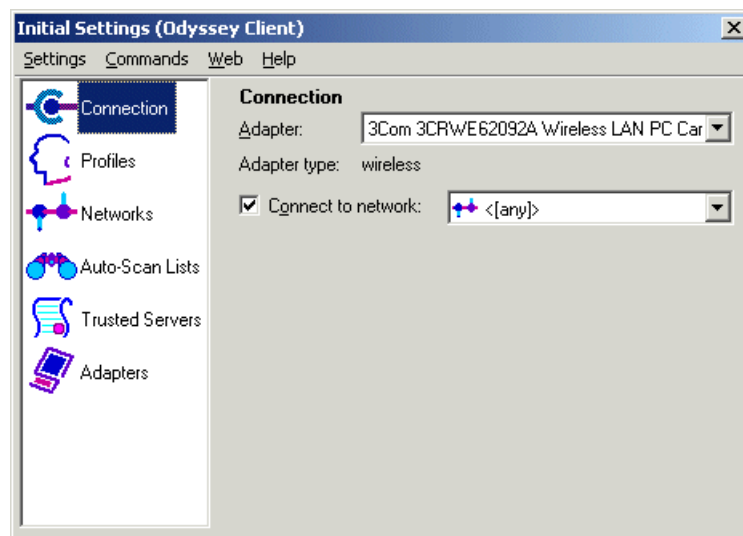 Initial Settings (Odyssey Client)
Settings Commands Web Help
Connection
Profiles
Networks
Auto-Scan Lists
Trusted Servers
Adapters
Connection
Adapter: 3Com 3CRWE62092A Wireless LAN PC Car
Adapter type: wireless
Connect to network: <[any]>